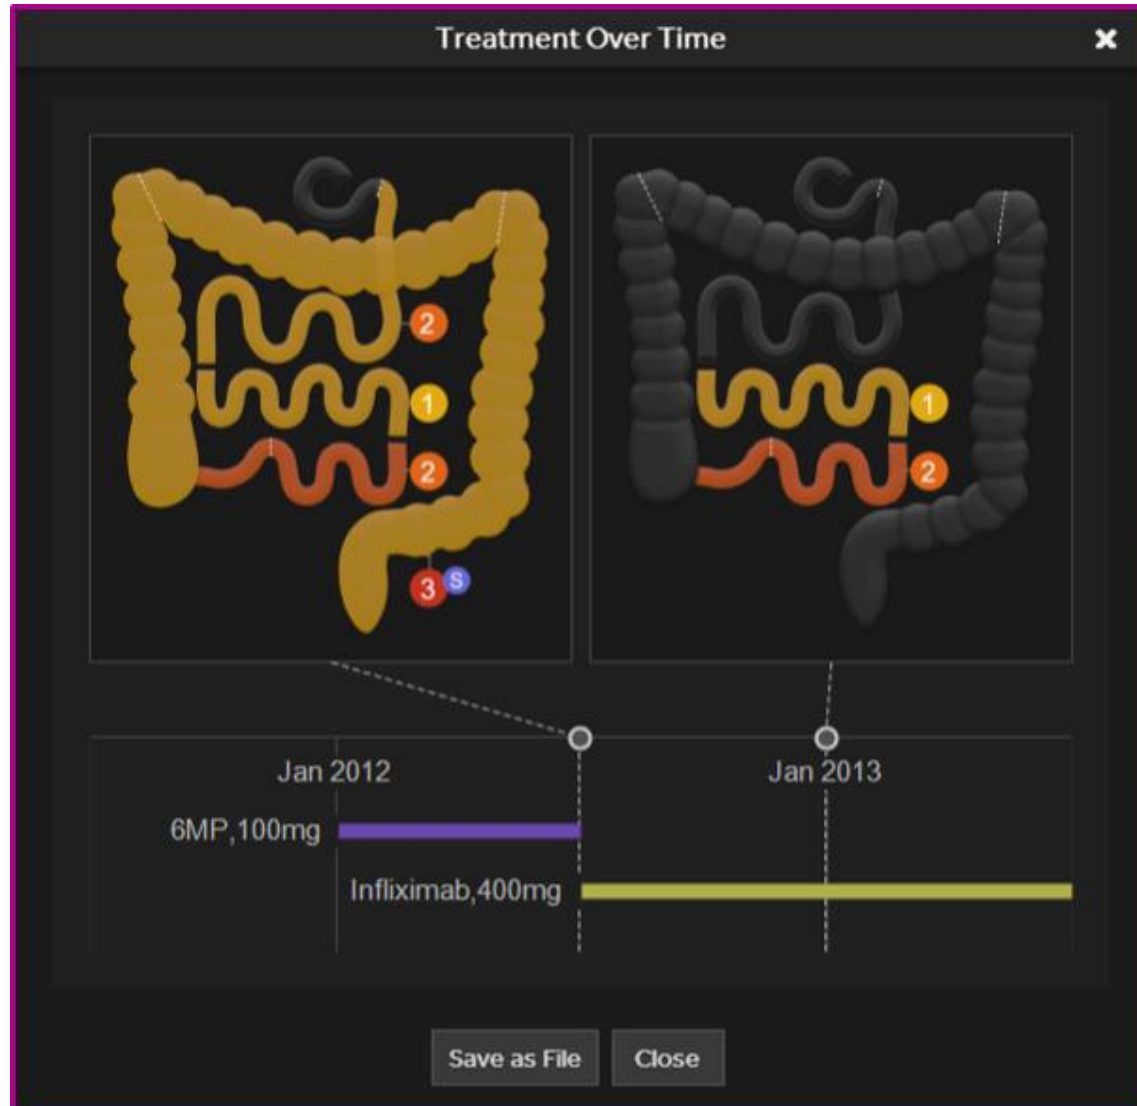 Treatment Over Time
2
1
2
3 S
1
2
Jan 2012
Jan 2013
6MP,100mg
Infliximab,400mg
Save as File
Close